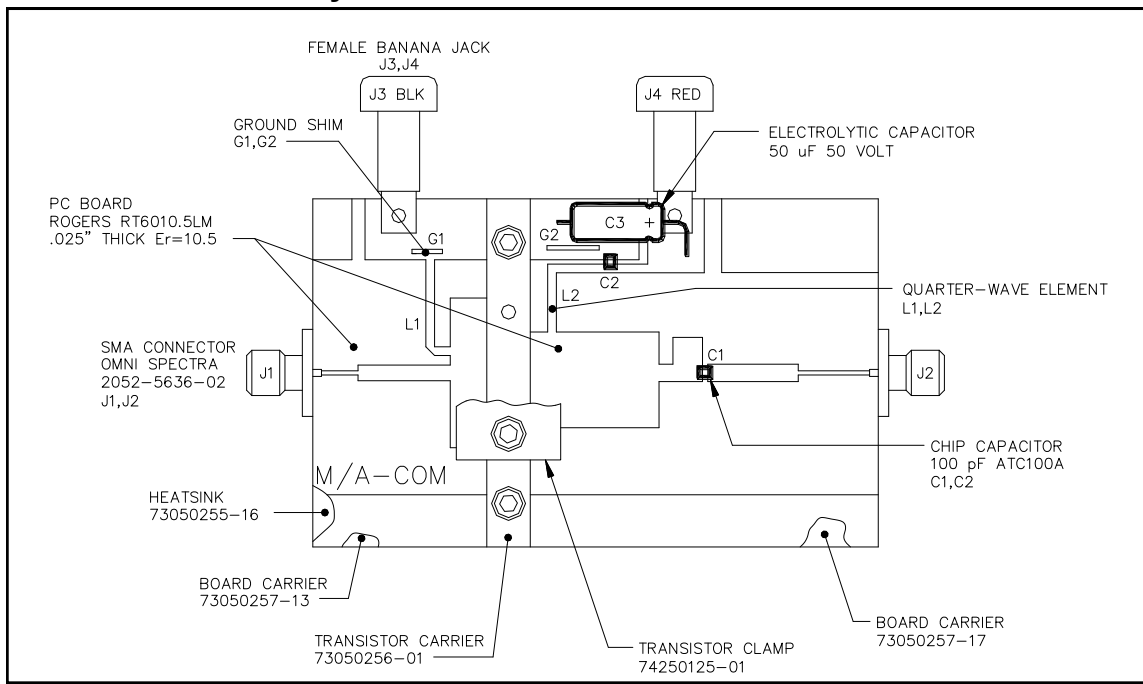 FEMALE BANANA JACK
J3,J4
J3 BLK
J4 RED
GROUND SHIM
G1,G2
ELECTROLYTIC CAPACITOR
50 uF 50 VOLT
PC BOARD
ROGERS RT6010.5LM
.025" THICK Er=10.5
C3
+
G1
G2
C2
L2
QUARTER-WAVE ELEMENT
L1,L2
L1
SMA CONNECTOR
OMNI SPECTRA
2052-5636-02
J1,J2
J1
C1
J2
CHIP CAPACITOR
100 pF ATC100A
C1,C2
M/A-COM
HEATSINK
73050255-16
BOARD CARRIER
73050257-13
TRANSISTOR CARRIER
73050256-01
TRANSISTOR CLAMP
74250125-01
BOARD CARRIER
73050257-17